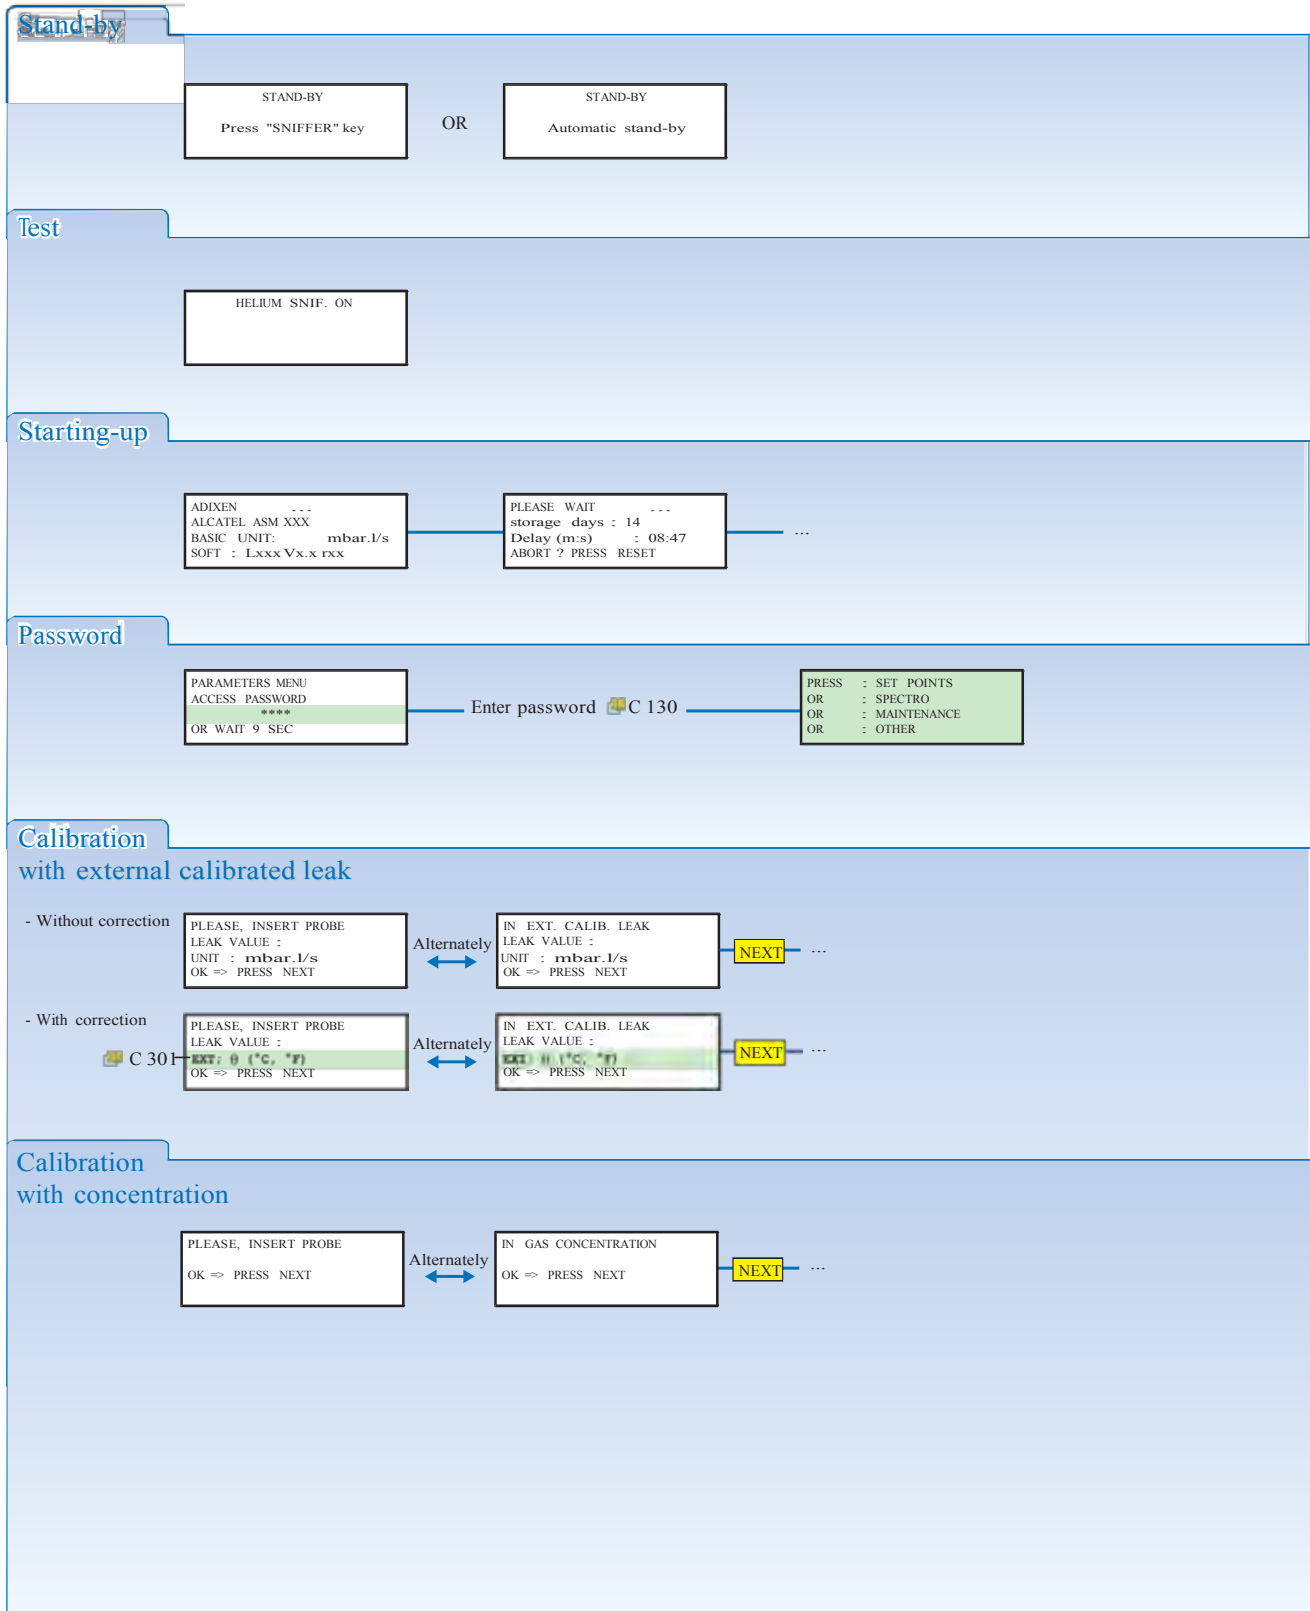 Stand-by
STAND-BY
Press "SNIFFER" key
OR
STAND-BY
Automatic stand-by
Test
HELIUM SNIF. ON
Starting-up
ADIXEN ...
ALCATEL ASM XXX
BASIC UNIT: mbar.l/s
SOFT : Lxxx Vx.x rxx
PLEASE WAIT ...
storage days : 14
Delay (m:s) : 08:47
ABORT ? PRESS RESET
...
Password
PARAMETERS MENU
ACCESS PASSWORD
****
OR WAIT 9 SEC
Enter password C 130
PRESS : SET POINTS
OR : SPECTRO
OR : MAINTENANCE
OR : OTHER
Calibration
with external calibrated leak
- Without correction
PLEASE, INSERT PROBE
LEAK VALUE :
UNIT : mbar.l/s
OK => PRESS NEXT
Alternately
IN EXT. CALIB. LEAK
LEAK VALUE :
UNIT : mbar.l/s
OK => PRESS NEXT
NEXT ...
- With correction
C 301
PLEASE, INSERT PROBE
LEAK VALUE :
EXT; θ (°C, °F)
OK => PRESS NEXT
Alternately
IN EXT. CALIB. LEAK
LEAK VALUE :
EXT (°C, °F)
OK => PRESS NEXT
NEXT ...
Calibration
with concentration
PLEASE, INSERT PROBE
OK => PRESS NEXT
Alternately
IN GAS CONCENTRATION
OK => PRESS NEXT
NEXT ...